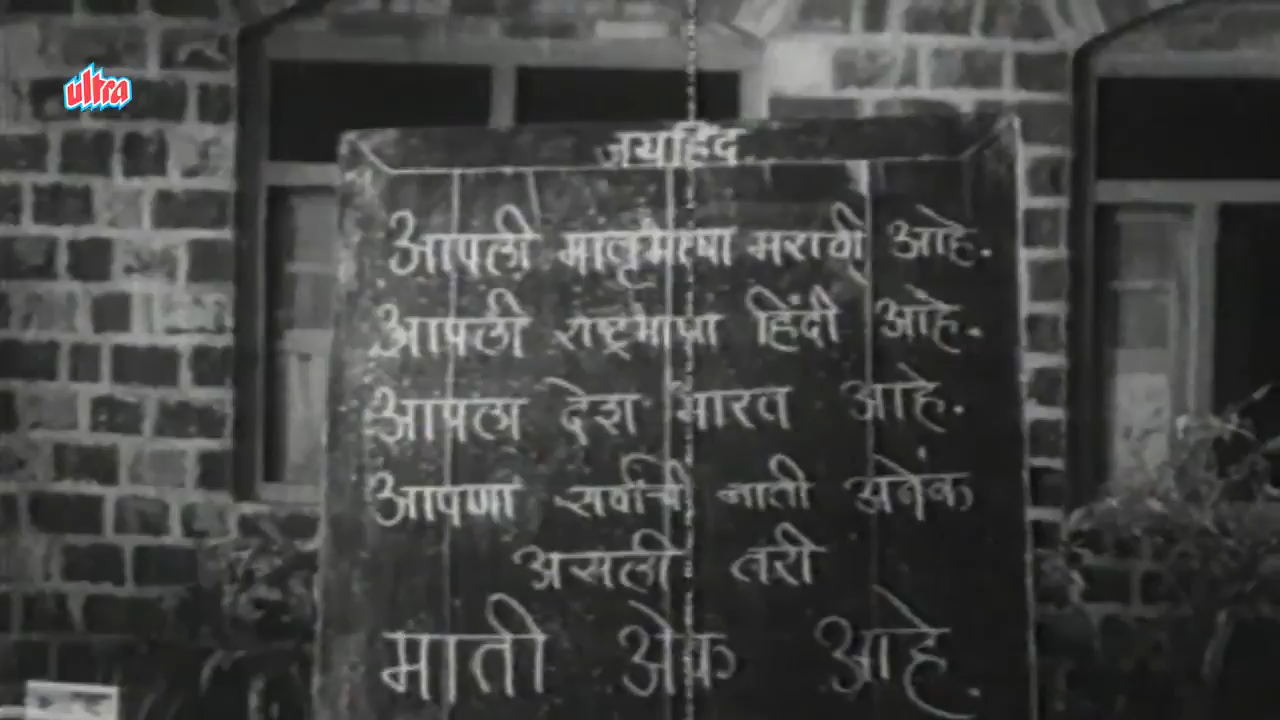 ultra
जयहिंद.
आपली मातृभाषा मराठी आहे.
आपली राष्ट्रभाषा हिंदी आहे.
आपला देश भारत आहे.
आपणा सर्वांची नाती अनेक
असली तरी
माती अेक आहे.